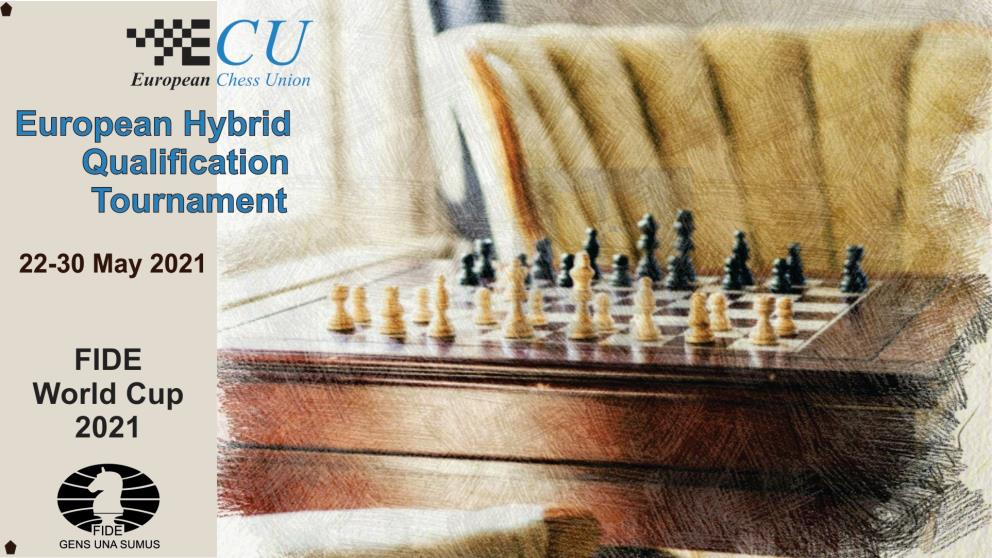 ECU
European Chess Union
European Hybrid
Qualification
Tournament
22-30 May 2021
FIDE
World Cup
2021
FIDE
GENS UNA SUMUS